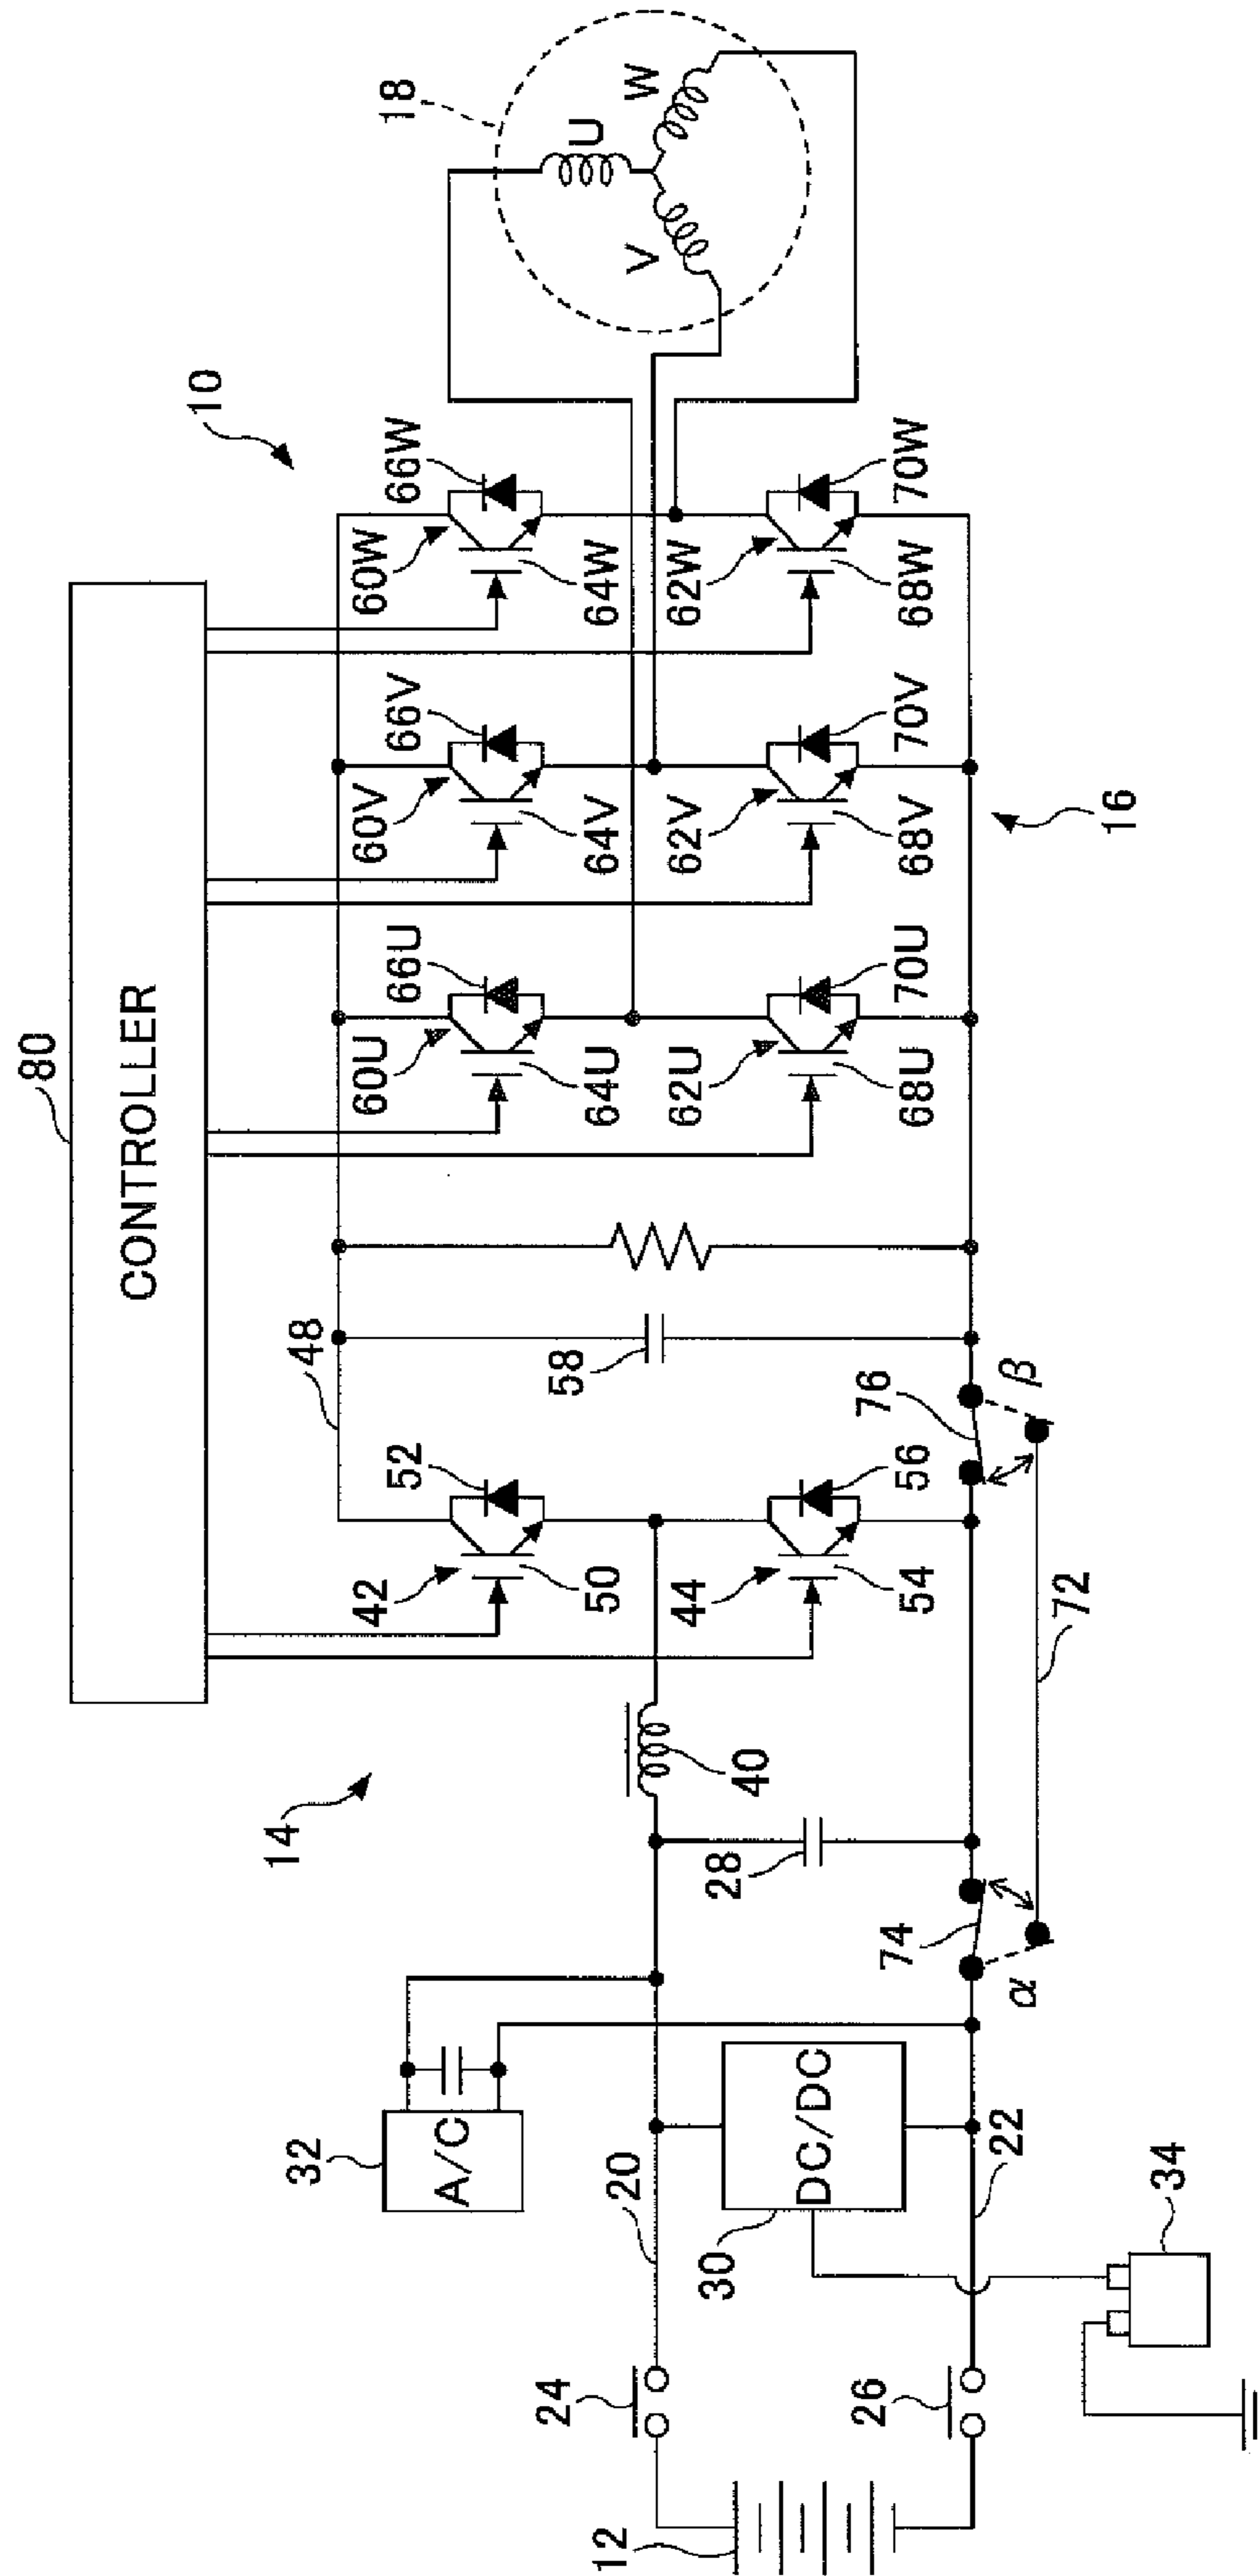 80
CONTROLLER
10
18
U
V
W
14
48
42
52
50
44
56
54
58
60U
66U
64U
62U
70U
68U
60V
66V
64V
62V
70V
68V
60W
66W
64W
62W
70W
68W
16
32
A/C
20
24
12
30
DC/DC
22
26
34
28
40
74
α
72
76
β